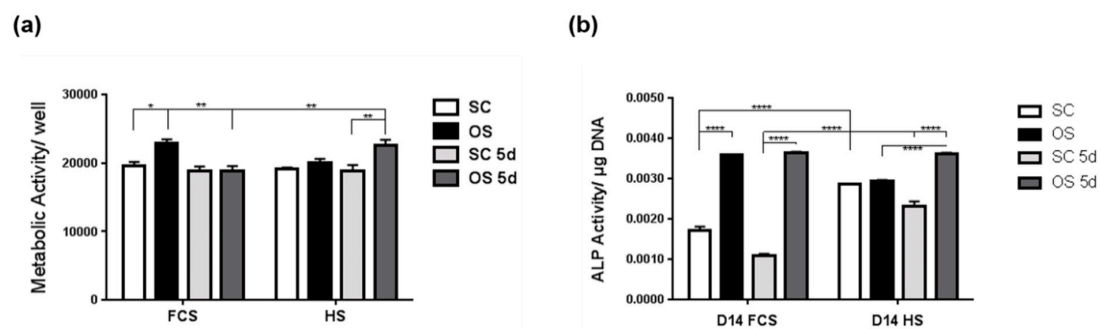 (a)
Metabolic Activity/ well
30000
20000
10000
0
* ** ** **
FCS HS
SC
OS
SC 5d
OS 5d
(b)
ALP Activity/ µg DNA
0.0050
0.0040
0.0030
0.0020
0.0010
0.0000
****
**** **** **** ****
****
D14 FCS D14 HS
SC
OS
SC 5d
OS 5d